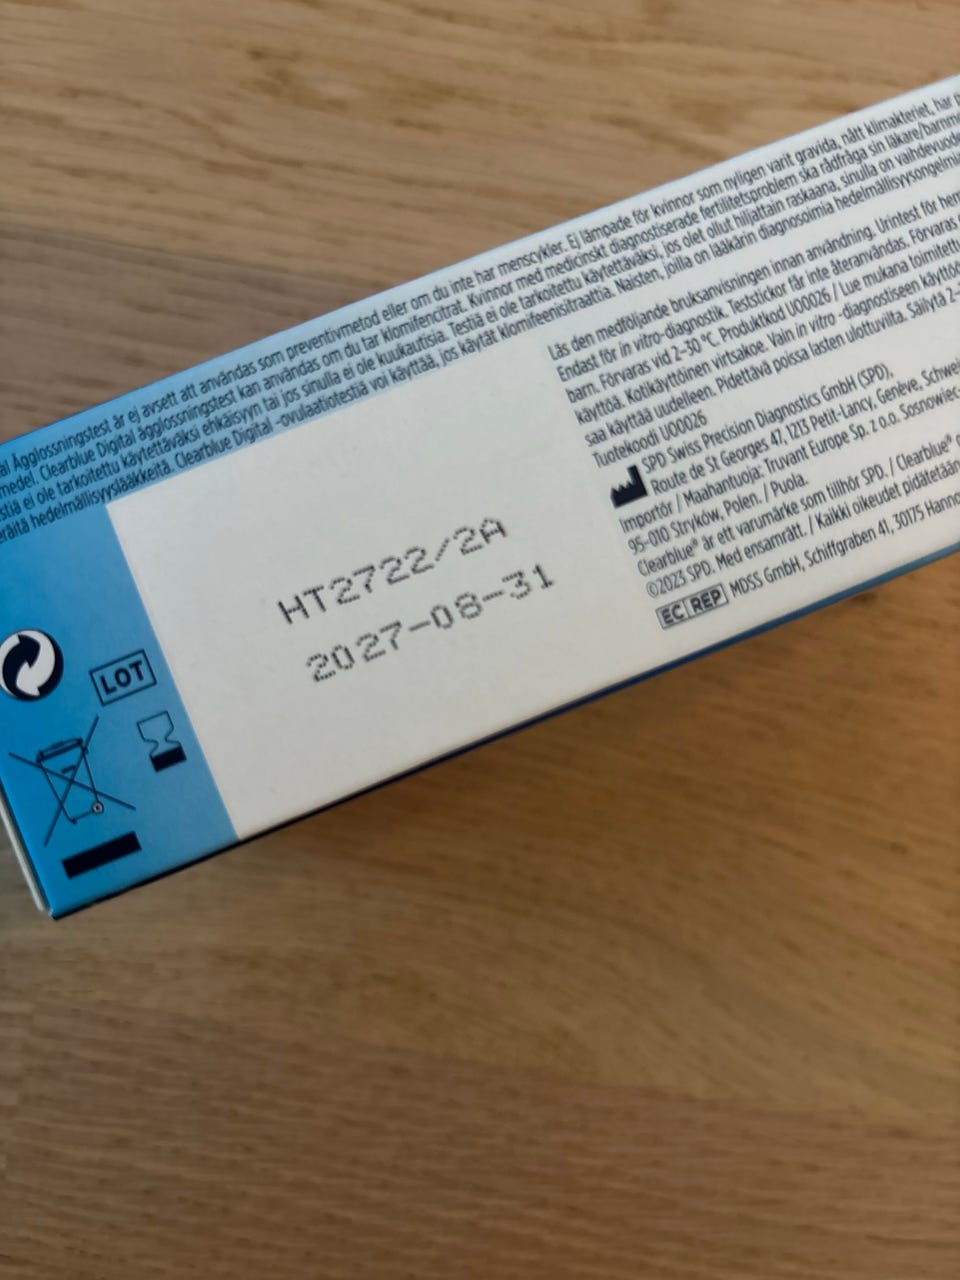 al Ägglossningstest är ej avsett att användas som preventivmetod eller om du inte har menscykler. Ej lämpade för kvinnor som nyligen varit gravida, nått klimakteriet, har
medel. Clearblue Digital ägglossningstest kan användas om du tar klomifencitrat. Kvinnor med medicinskt diagnostiserade fertilitetsproblem ska rådfråga sin läkare/barnm
stiä ei ole tarkoitettu käytettäväksi ehkäisyyn tai jos sinulla ei ole kuukautisia. Testiä ei ole tarkoitettu käytettäväksi, jos olet ollut hiljattain raskaana, sinulla on vaihdevuod
eräitä hedelmällisyyslääkkeitä. Clearblue Digital -ovulaatiotestiä voi käyttää, jos käytät klomifeenisitraattia. Naisten, joilla on lääkärin diagnosoimia hedelmällisyysongelmi
Läs den medföljande bruksanvisningen innan användning. Urintest för hem
Endast för in vitro-diagnostik. Teststickor får inte återanvändas. Förvaras
barn. Förvaras vid 2-30 °C. Produktkod U00026 / Lue mukana toimitettu
käyttöä. Kotikäyttöinen virtsakoe. Vain in vitro -diagnostiseen käyttöö
saa käyttää uudelleen. Pidettävä poissa lasten ulottuvilta. Säilytä 2-
Tuotekoodi U00026
SPD Swiss Precision Diagnostics GmbH (SPD),
Route de St Georges 47, 1213 Petit-Lancy, Genève, Schwei
Importör / Maahantuoja: Truvant Europe Sp. z o.o. Sosnowiec
95-010 Stryków, Polen. / Puola.
Clearblue® är ett varumärke som tillhör SPD. / Clearblue® o
©2023 SPD. Med ensamrätt. / Kaikki oikeudet pidätetään
EC REP MDSS GmbH, Schiffgraben 41, 30175 Hanno
LOT
HT2722/2A
2027-08-31